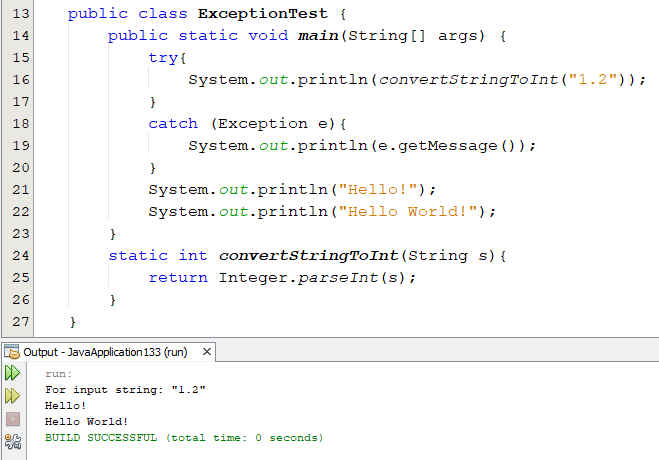 13 public class ExceptionTest {
14 public static void main(String[] args) {
15 try{
16 System.out.println(convertStringToInt("1.2"));
17 }
18 catch (Exception e){
19 System.out.println(e.getMessage());
20 }
21 System.out.println("Hello!");
22 System.out.println("Hello World!");
23 }
24 static int convertStringToInt(String s){
25 return Integer.parseInt(s);
26 }
27 }
Output - JavaApplication133 (run) ×
run:
For input string: "1.2"
Hello!
Hello World!
BUILD SUCCESSFUL (total time: 0 seconds)